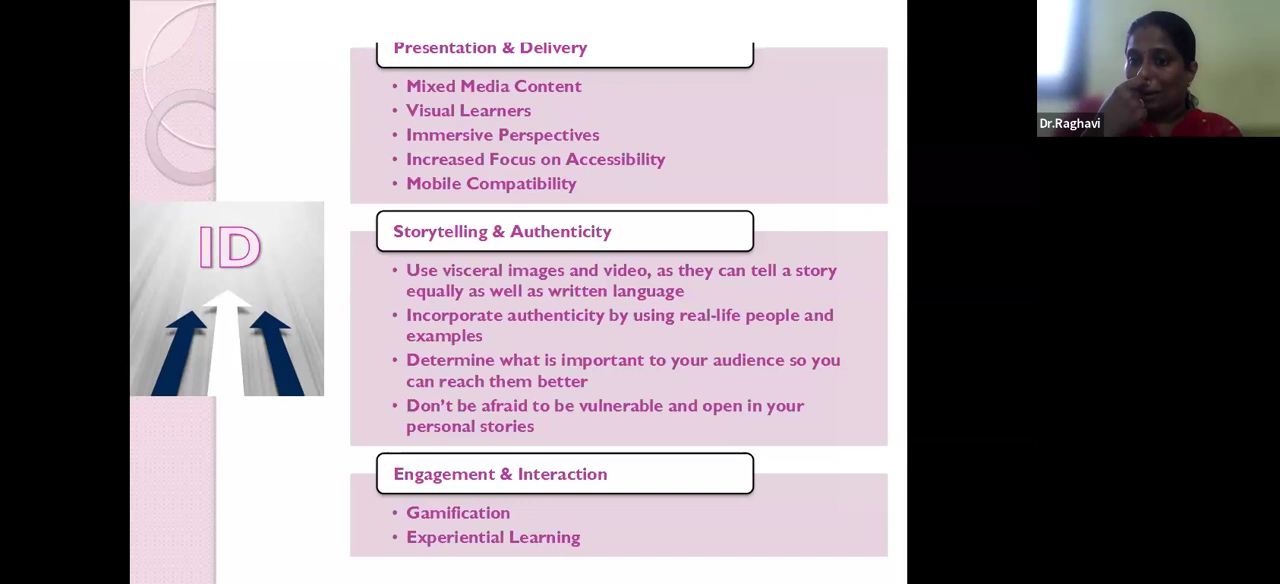 Presentation & Delivery
• Mixed Media Content
• Visual Learners
• Immersive Perspectives
• Increased Focus on Accessibility
• Mobile Compatibility
ID
Storytelling & Authenticity
• Use visceral images and video, as they can tell a story
equally as well as written language
• Incorporate authenticity by using real-life people and
examples
• Determine what is important to your audience so you
can reach them better
• Don’t be afraid to be vulnerable and open in your
personal stories
Engagement & Interaction
• Gamification
• Experiential Learning
Dr.Raghavi